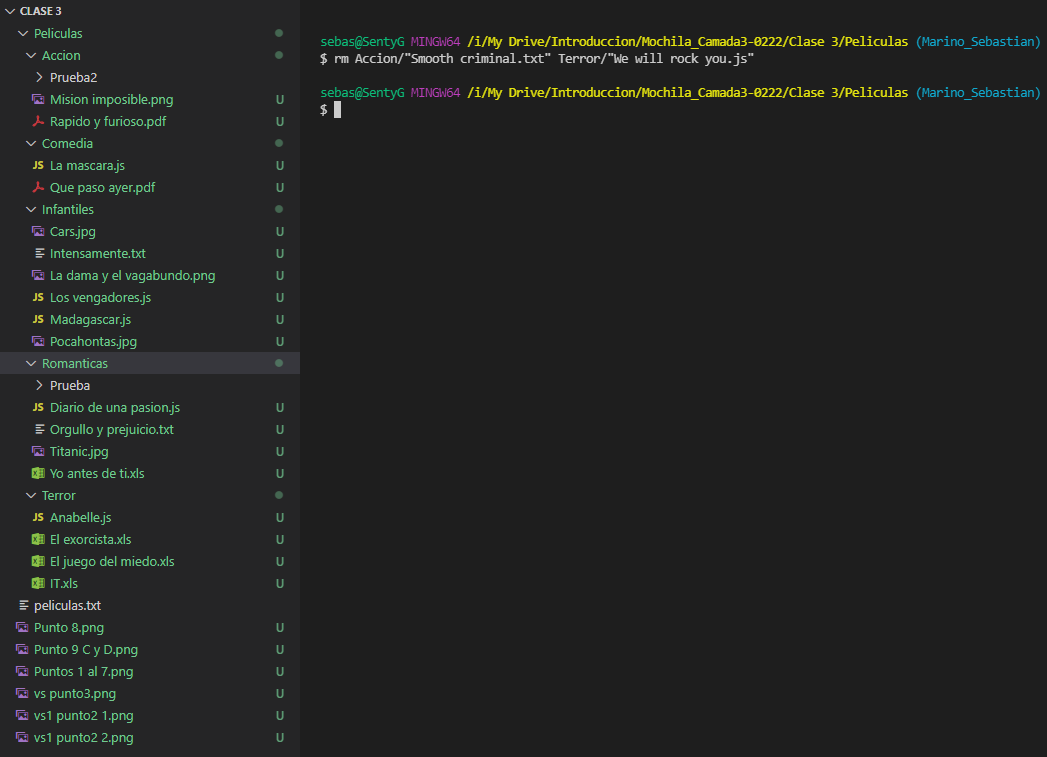 CLASE 3
Peliculas
Accion
Prueba2
Mision imposible.png U
Rapido y furioso.pdf U
Comedia
JS La mascara.js U
Que paso ayer.pdf U
Infantiles
Cars.jpg U
Intensamente.txt U
La dama y el vagabundo.png U
JS Los vengadores.js U
JS Madagascar.js U
Pocahontas.jpg U
Romanticas
Prueba
JS Diario de una pasion.js U
Orgullo y prejuicio.txt U
Titanic.jpg U
Yo antes de ti.xls U
Terror
JS Anabelle.js U
El exorcista.xls U
El juego del miedo.xls U
IT.xls U
peliculas.txt
Punto 8.png U
Punto 9 C y D.png U
Puntos 1 al 7.png U
vs punto3.png U
vs1 punto2 1.png U
vs1 punto2 2.png U
sebas@SentyG MINGW64 /i/My Drive/Introduccion/Mochila_Camada3-0222/Clase 3/Peliculas (Marino_Sebastian)
$ rm Accion/"Smooth criminal.txt" Terror/"We will rock you.js"
sebas@SentyG MINGW64 /i/My Drive/Introduccion/Mochila_Camada3-0222/Clase 3/Peliculas (Marino_Sebastian)
$